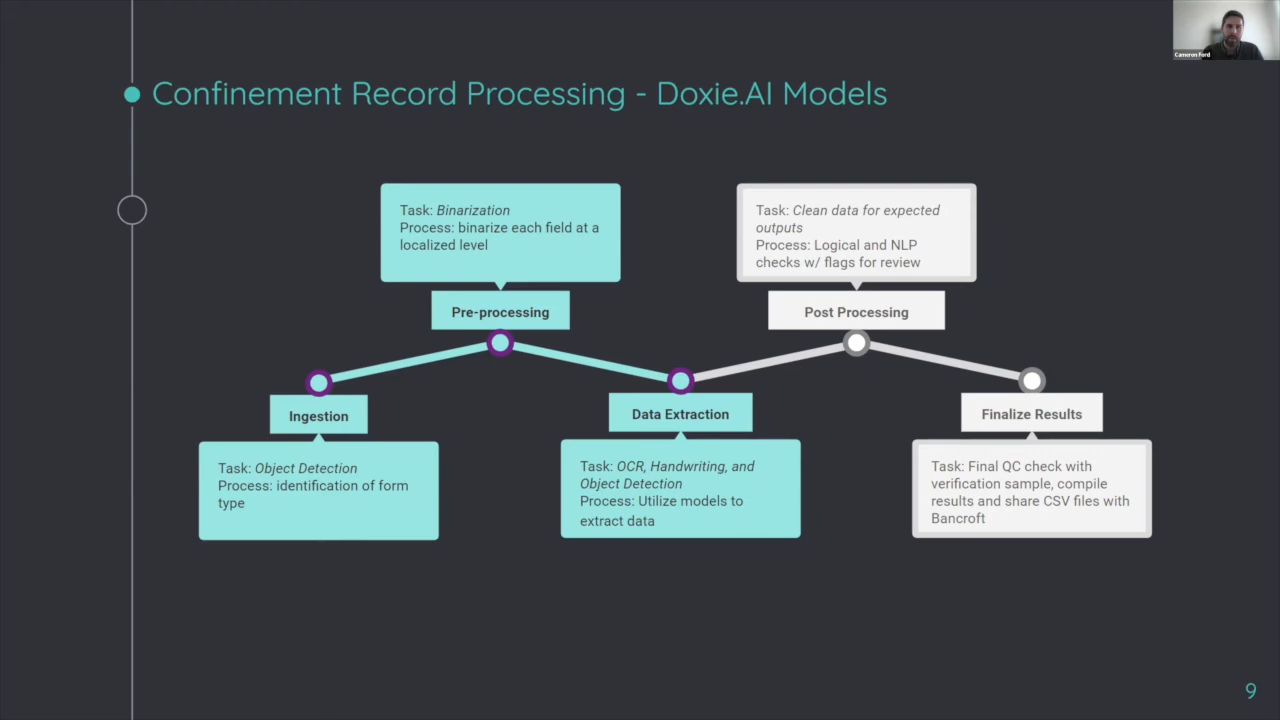 Cameron Ford
Confinement Record Processing - Doxie.AI Models
Task: Binarization
Process: binarize each field at a
localized level
Pre-processing
Task: Clean data for expected
outputs
Process: Logical and NLP
checks w/ flags for review
Post Processing
Ingestion
Task: Object Detection
Process: identification of form
type
Data Extraction
Task: OCR, Handwriting, and
Object Detection
Process: Utilize models to
extract data
Finalize Results
Task: Final QC check with
verification sample, compile
results and share CSV files with
Bancroft
9